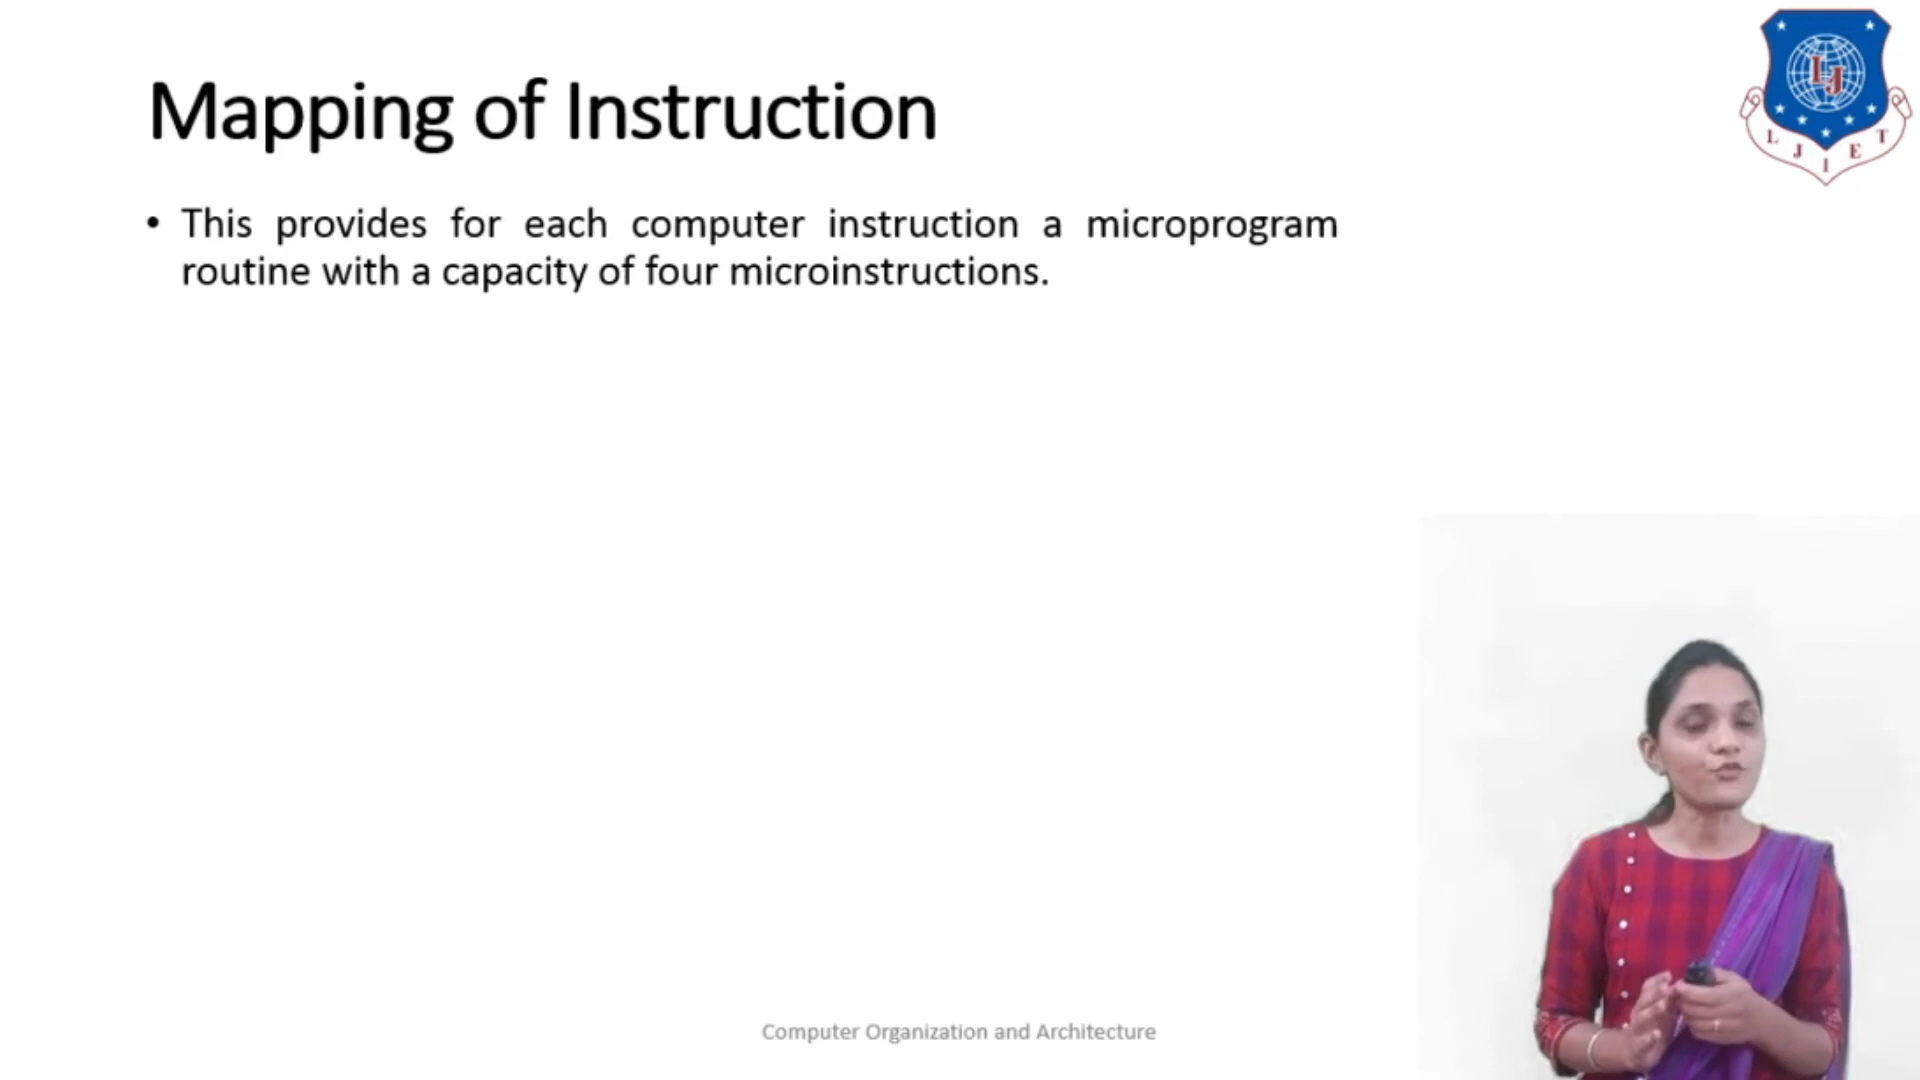 Mapping of Instruction
• This provides for each computer instruction a microprogram
routine with a capacity of four microinstructions.
LJ
L J I E T
Computer Organization and Architecture